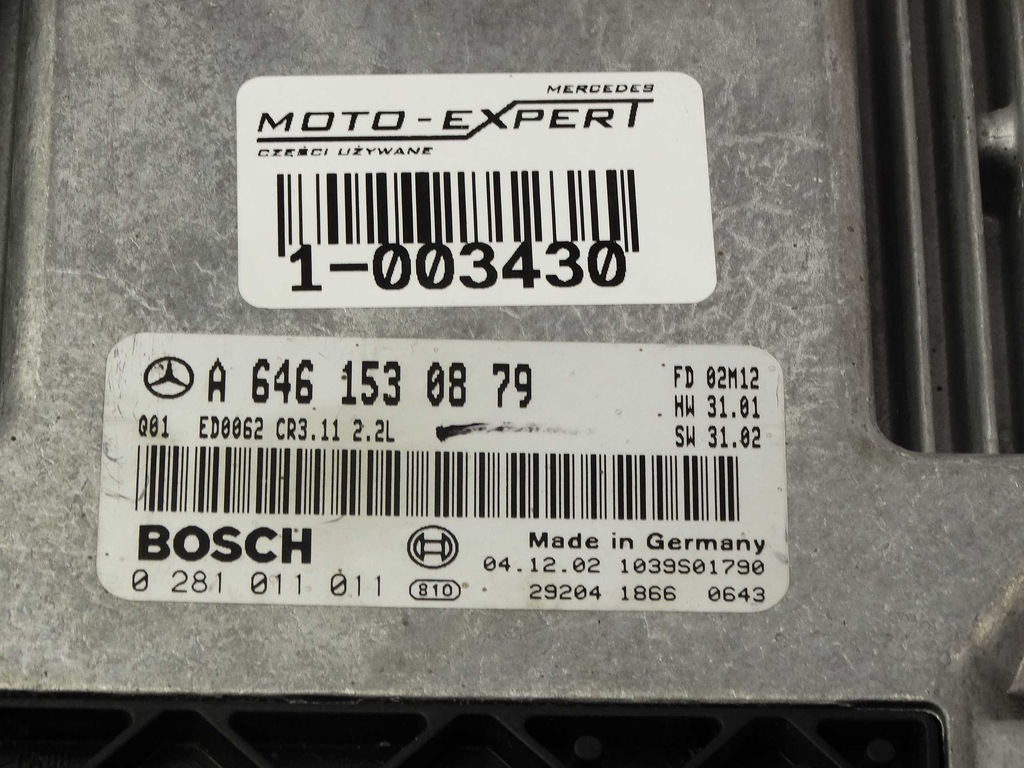 MERCEDES
MOTO-EXPERT
CZĘŚCI UŻYWANE
1-003430
A 646 153 08 79
FD 02M12
HW 31.01
Q01 ED0062 CR3.11 2.2L
SW 31.02
BOSCH
Made in Germany
04.12.02 1039S01790
0 281 011 011
810
29204 1866 0643